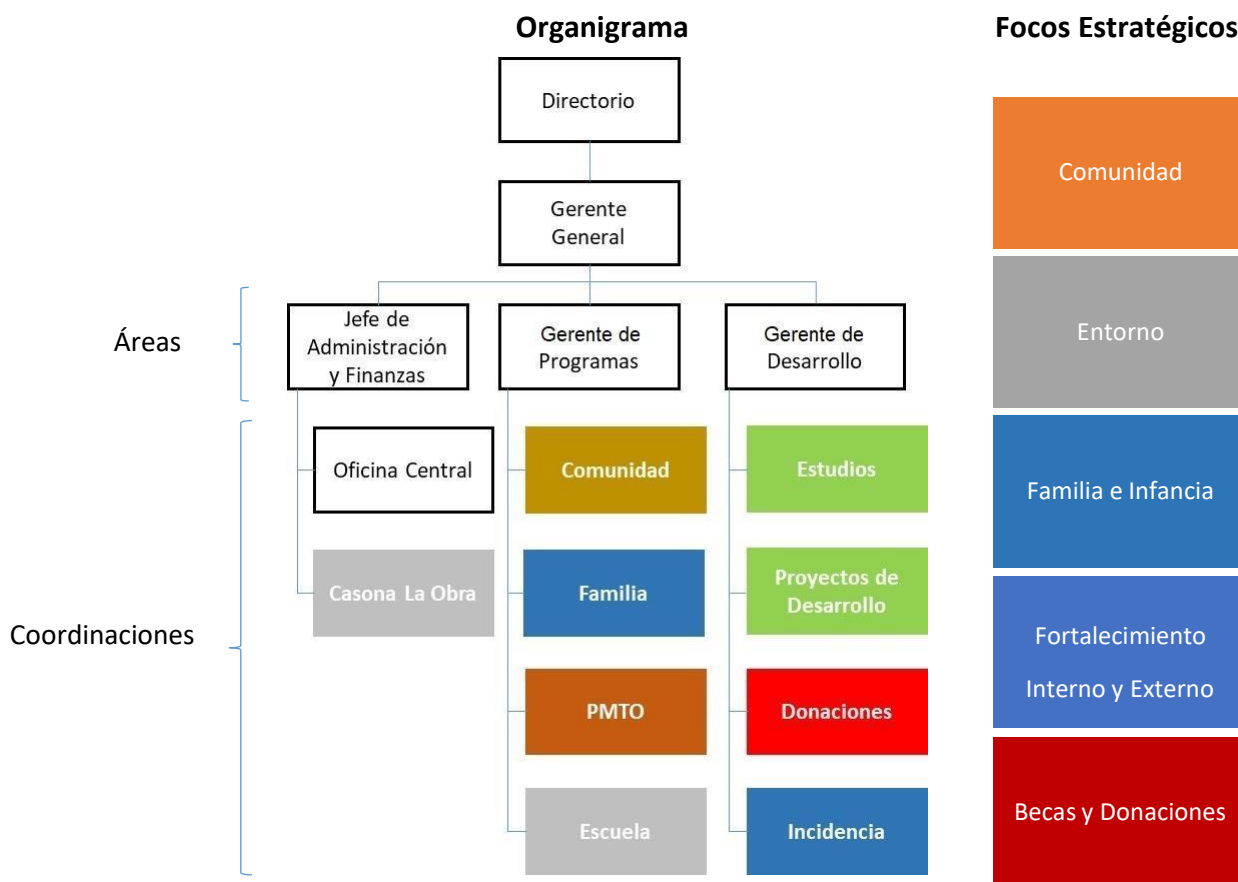 Organigrama
Focos Estratégicos
Directorio
Gerente
General
Áreas
Jefe de
Administración
y Finanzas
Gerente de
Programas
Gerente de
Desarrollo
Coordinaciones
Oficina Central
Casona La Obra
Comunidad
Familia
PMTO
Escuela
Estudios
Proyectos de
Desarrollo
Donaciones
Incidencia
Comunidad
Entorno
Familia e Infancia
Fortalecimiento
Interno y Externo
Becas y Donaciones